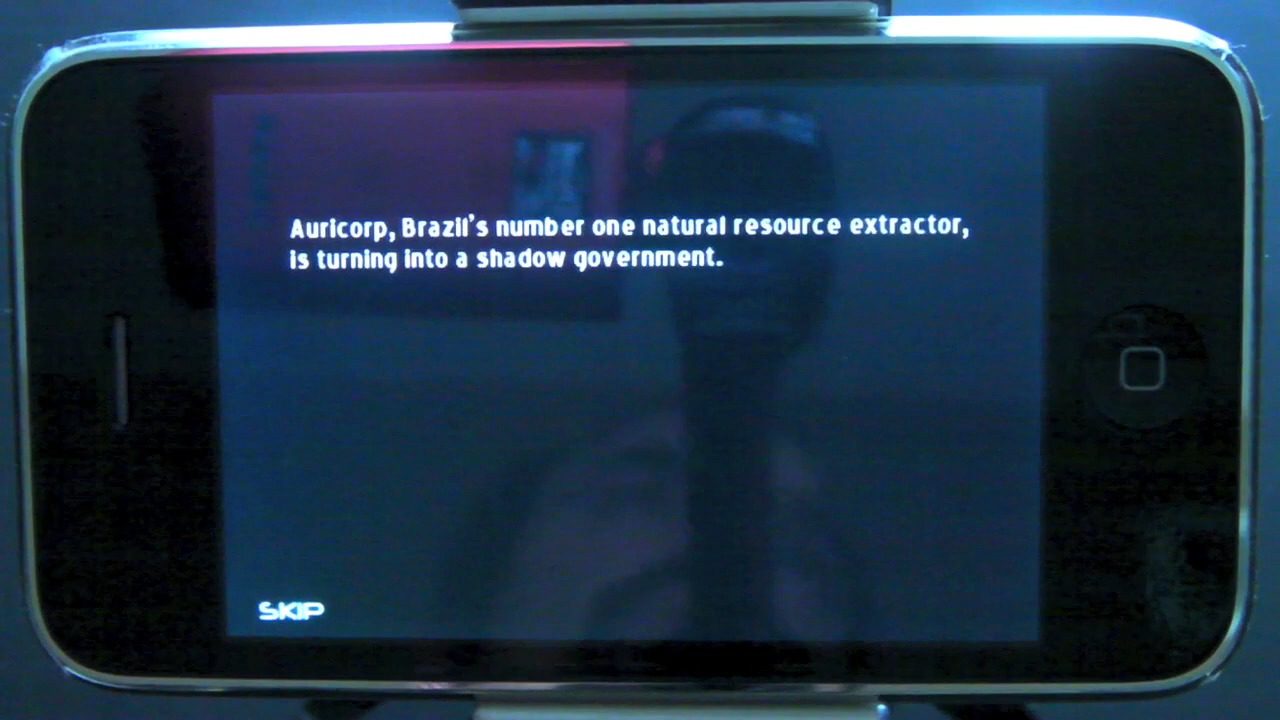 Auricorp, Brazil's number one natural resource extractor,
is turning into a shadow government.
SKIP